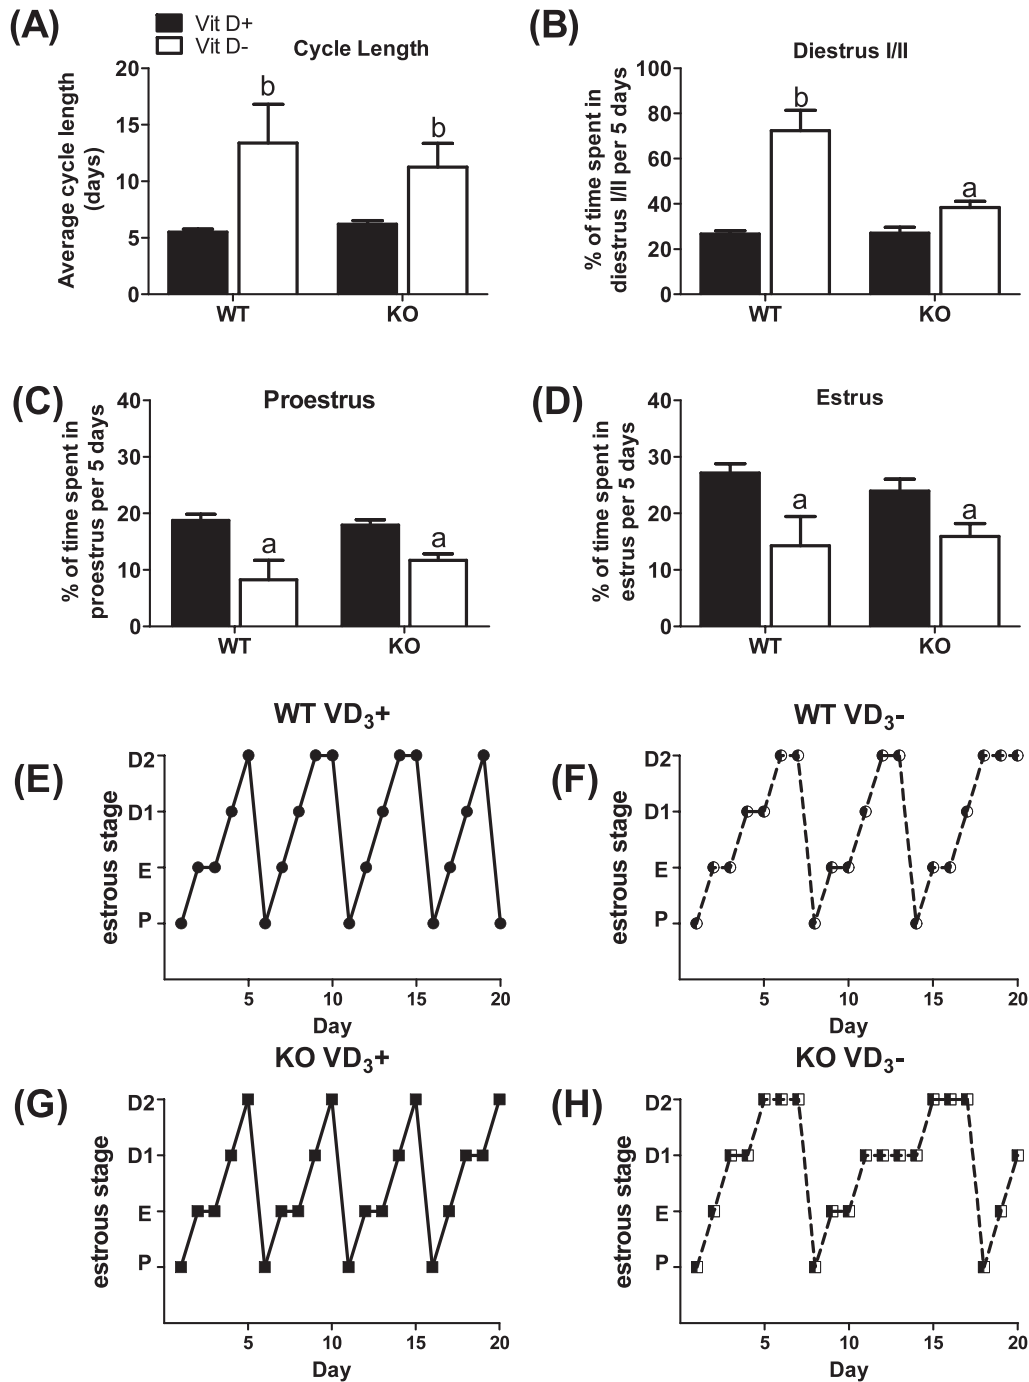 (A)
Vit D+
Vit D-
Cycle Length
Average cycle length
(days)
20
15
10
5
0
b
b
WT
KO
(B)
Diestrus I/II
% of time spent in
diestrus I/II per 5 days
100
80
60
40
20
0
b
a
WT
KO
(C)
Proestrus
% of time spent in
proestrus per 5 days
40
30
20
10
0
a
a
WT
KO
(D)
Estrus
% of time spent in
estrus per 5 days
40
30
20
10
0
a
a
WT
KO
(E)
WT VD3+
estrous stage
D2
D1
E
P
5
10
15
20
Day
(F)
WT VD3-
estrous stage
D2
D1
E
P
5
10
15
20
Day
(G)
KO VD3+
estrous stage
D2
D1
E
P
5
10
15
20
Day
(H)
KO VD3-
estrous stage
D2
D1
E
P
5
10
15
20
Day